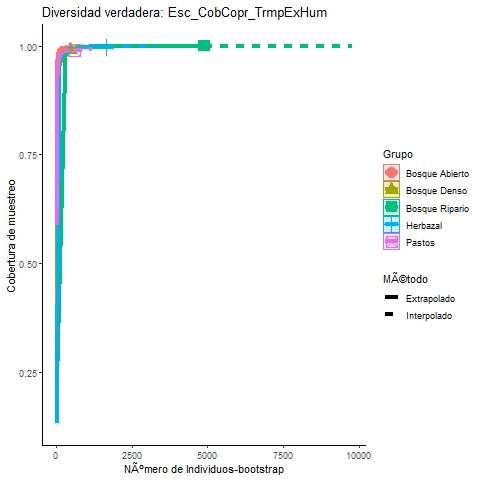 Diversidad verdadera: Esc_CobCopr_TrmpExHum
1.00
0.75
0.50
0.25
Cobertura de muestreo
0
2500
5000
7500
10000
NÃºmero de Individuos-bootstrap
Grupo
Bosque Abierto
Bosque Denso
Bosque Ripario
Herbazal
Pastos
MÃ©todo
Extrapolado
Interpolado